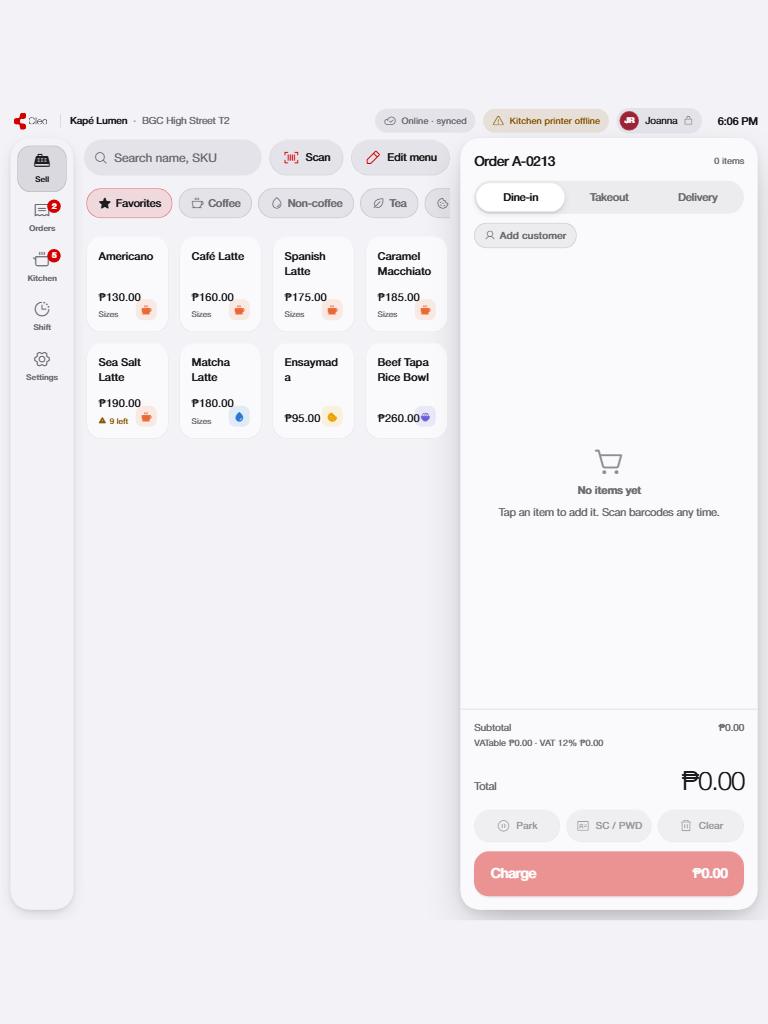 Cleo
Kapé Lumen · BGC High Street T2
Online · synced
Kitchen printer offline
JR Joanna
6:06 PM
Sell
2
Orders
5
Kitchen
Shift
Settings
Search name, SKU
Scan
Edit menu
Favorites
Coffee
Non-coffee
Tea
Americano
₱130.00
Sizes
Café Latte
₱160.00
Sizes
Spanish
Latte
₱175.00
Sizes
Caramel
Macchiato
₱185.00
Sizes
Sea Salt
Latte
₱190.00
9 left
Matcha
Latte
₱180.00
Sizes
Ensaymad
a
₱95.00
Beef Tapa
Rice Bowl
₱260.00
Order A-0213
0 items
Dine-in
Takeout
Delivery
Add customer
No items yet
Tap an item to add it. Scan barcodes any time.
Subtotal ₱0.00
VATable ₱0.00 · VAT 12% ₱0.00
Total ₱0.00
Park
SC / PWD
Clear
Charge ₱0.00